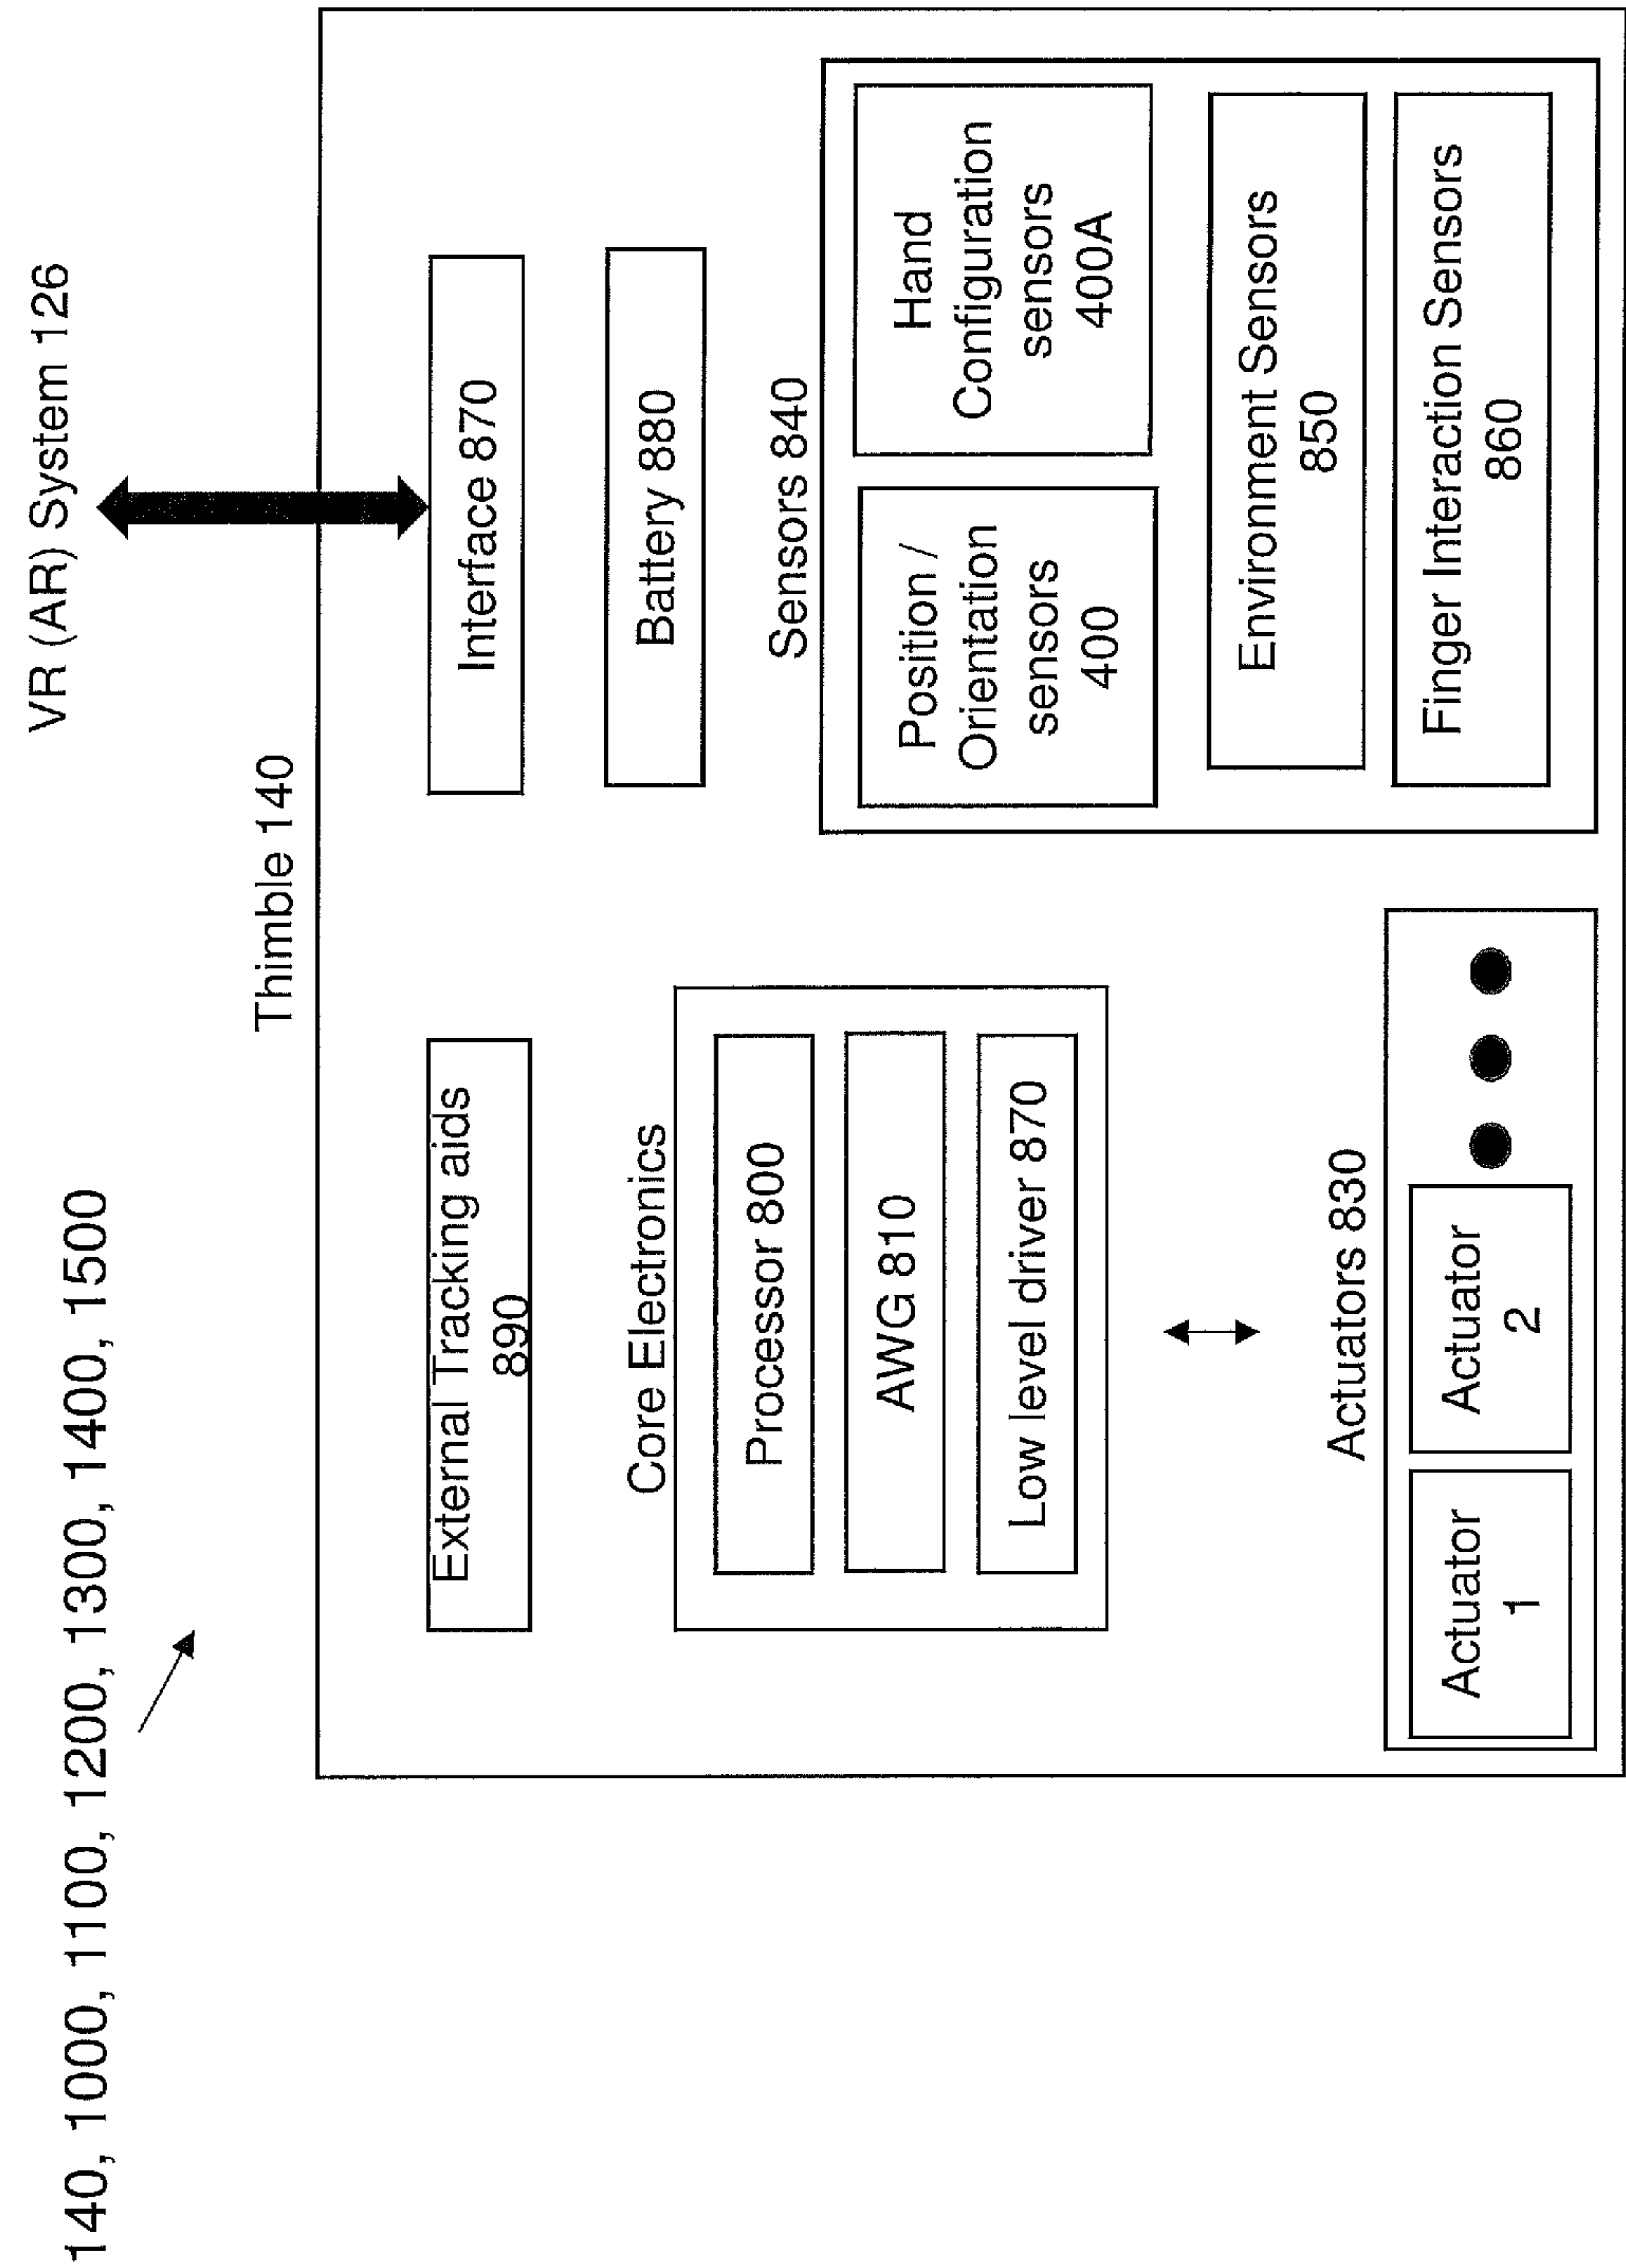 140, 1000, 1100, 1200, 1300, 1400, 1500
VR (AR) System 126
Thimble 140
External Tracking aids
890
Core Electronics
Processor 800
AWG 810
Low level driver 870
Actuators 830
Actuator
1
Actuator
2
Interface 870
Battery 880
Sensors 840
Position /
Orientation
sensors
400
Hand
Configuration
sensors
400A
Environment Sensors
850
Finger Interaction Sensors
860